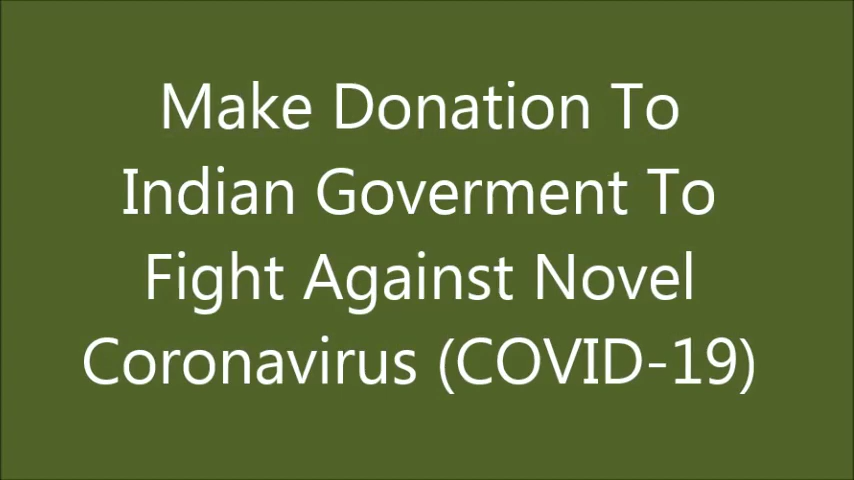 Make Donation To
Indian Goverment To
Fight Against Novel
Coronavirus (COVID-19)